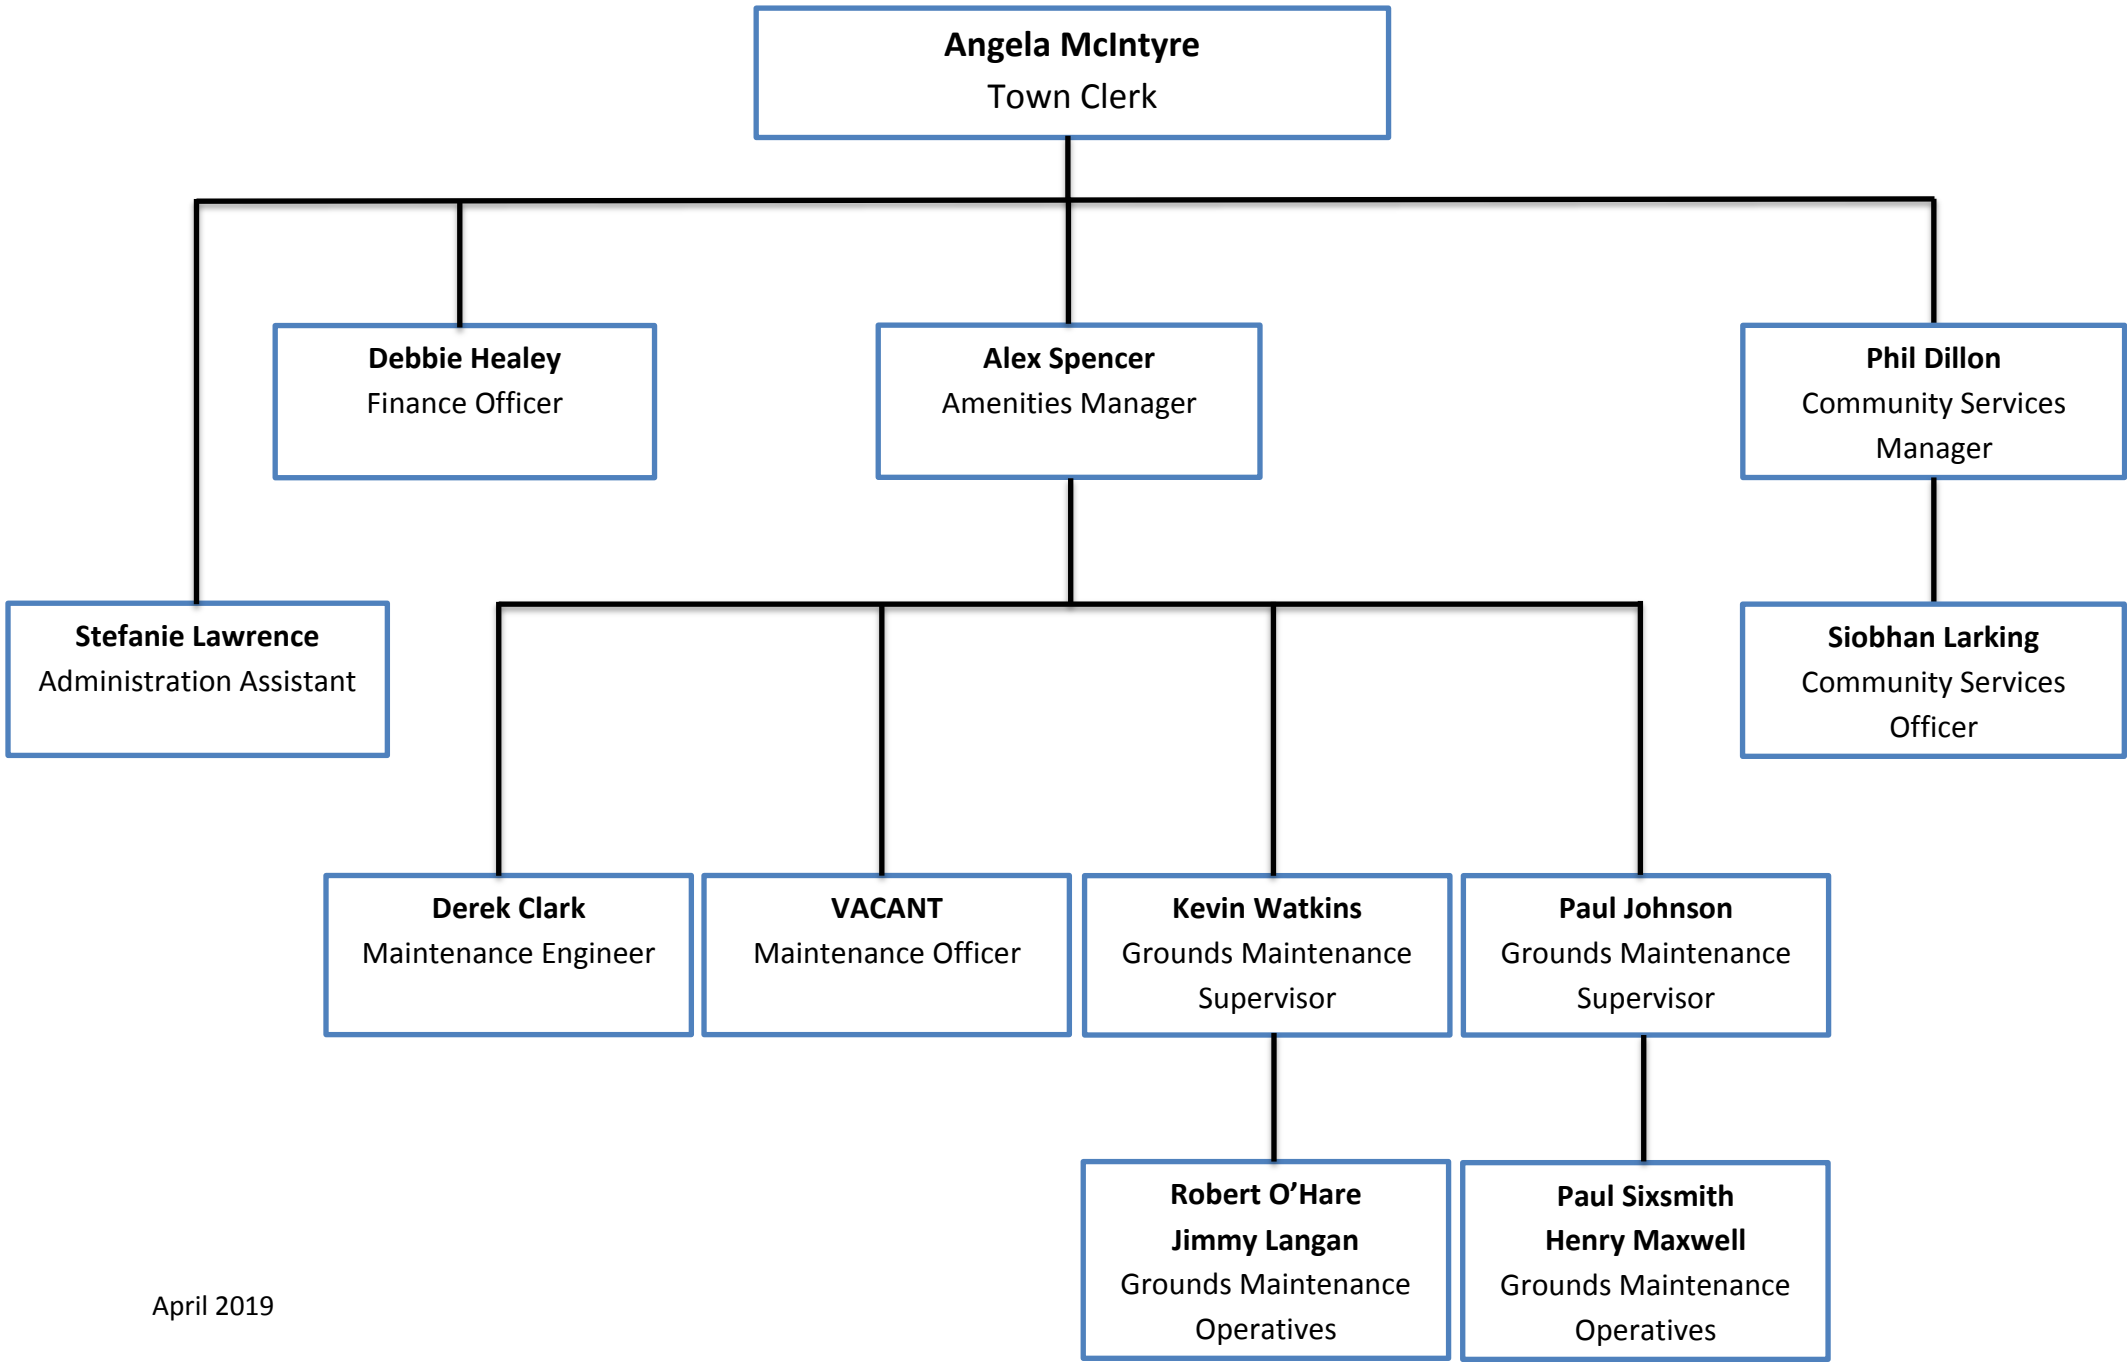 Angela McIntyre
Town Clerk
Debbie Healey
Finance Officer
Alex Spencer
Amenities Manager
Phil Dillon
Community Services
Manager
Stefanie Lawrence
Administration Assistant
Siobhan Larking
Community Services
Officer
Derek Clark
Maintenance Engineer
VACANT
Maintenance Officer
Kevin Watkins
Grounds Maintenance
Supervisor
Paul Johnson
Grounds Maintenance
Supervisor
Robert O’Hare
Jimmy Langan
Grounds Maintenance
Operatives
Paul Sixsmith
Henry Maxwell
Grounds Maintenance
Operatives
April 2019